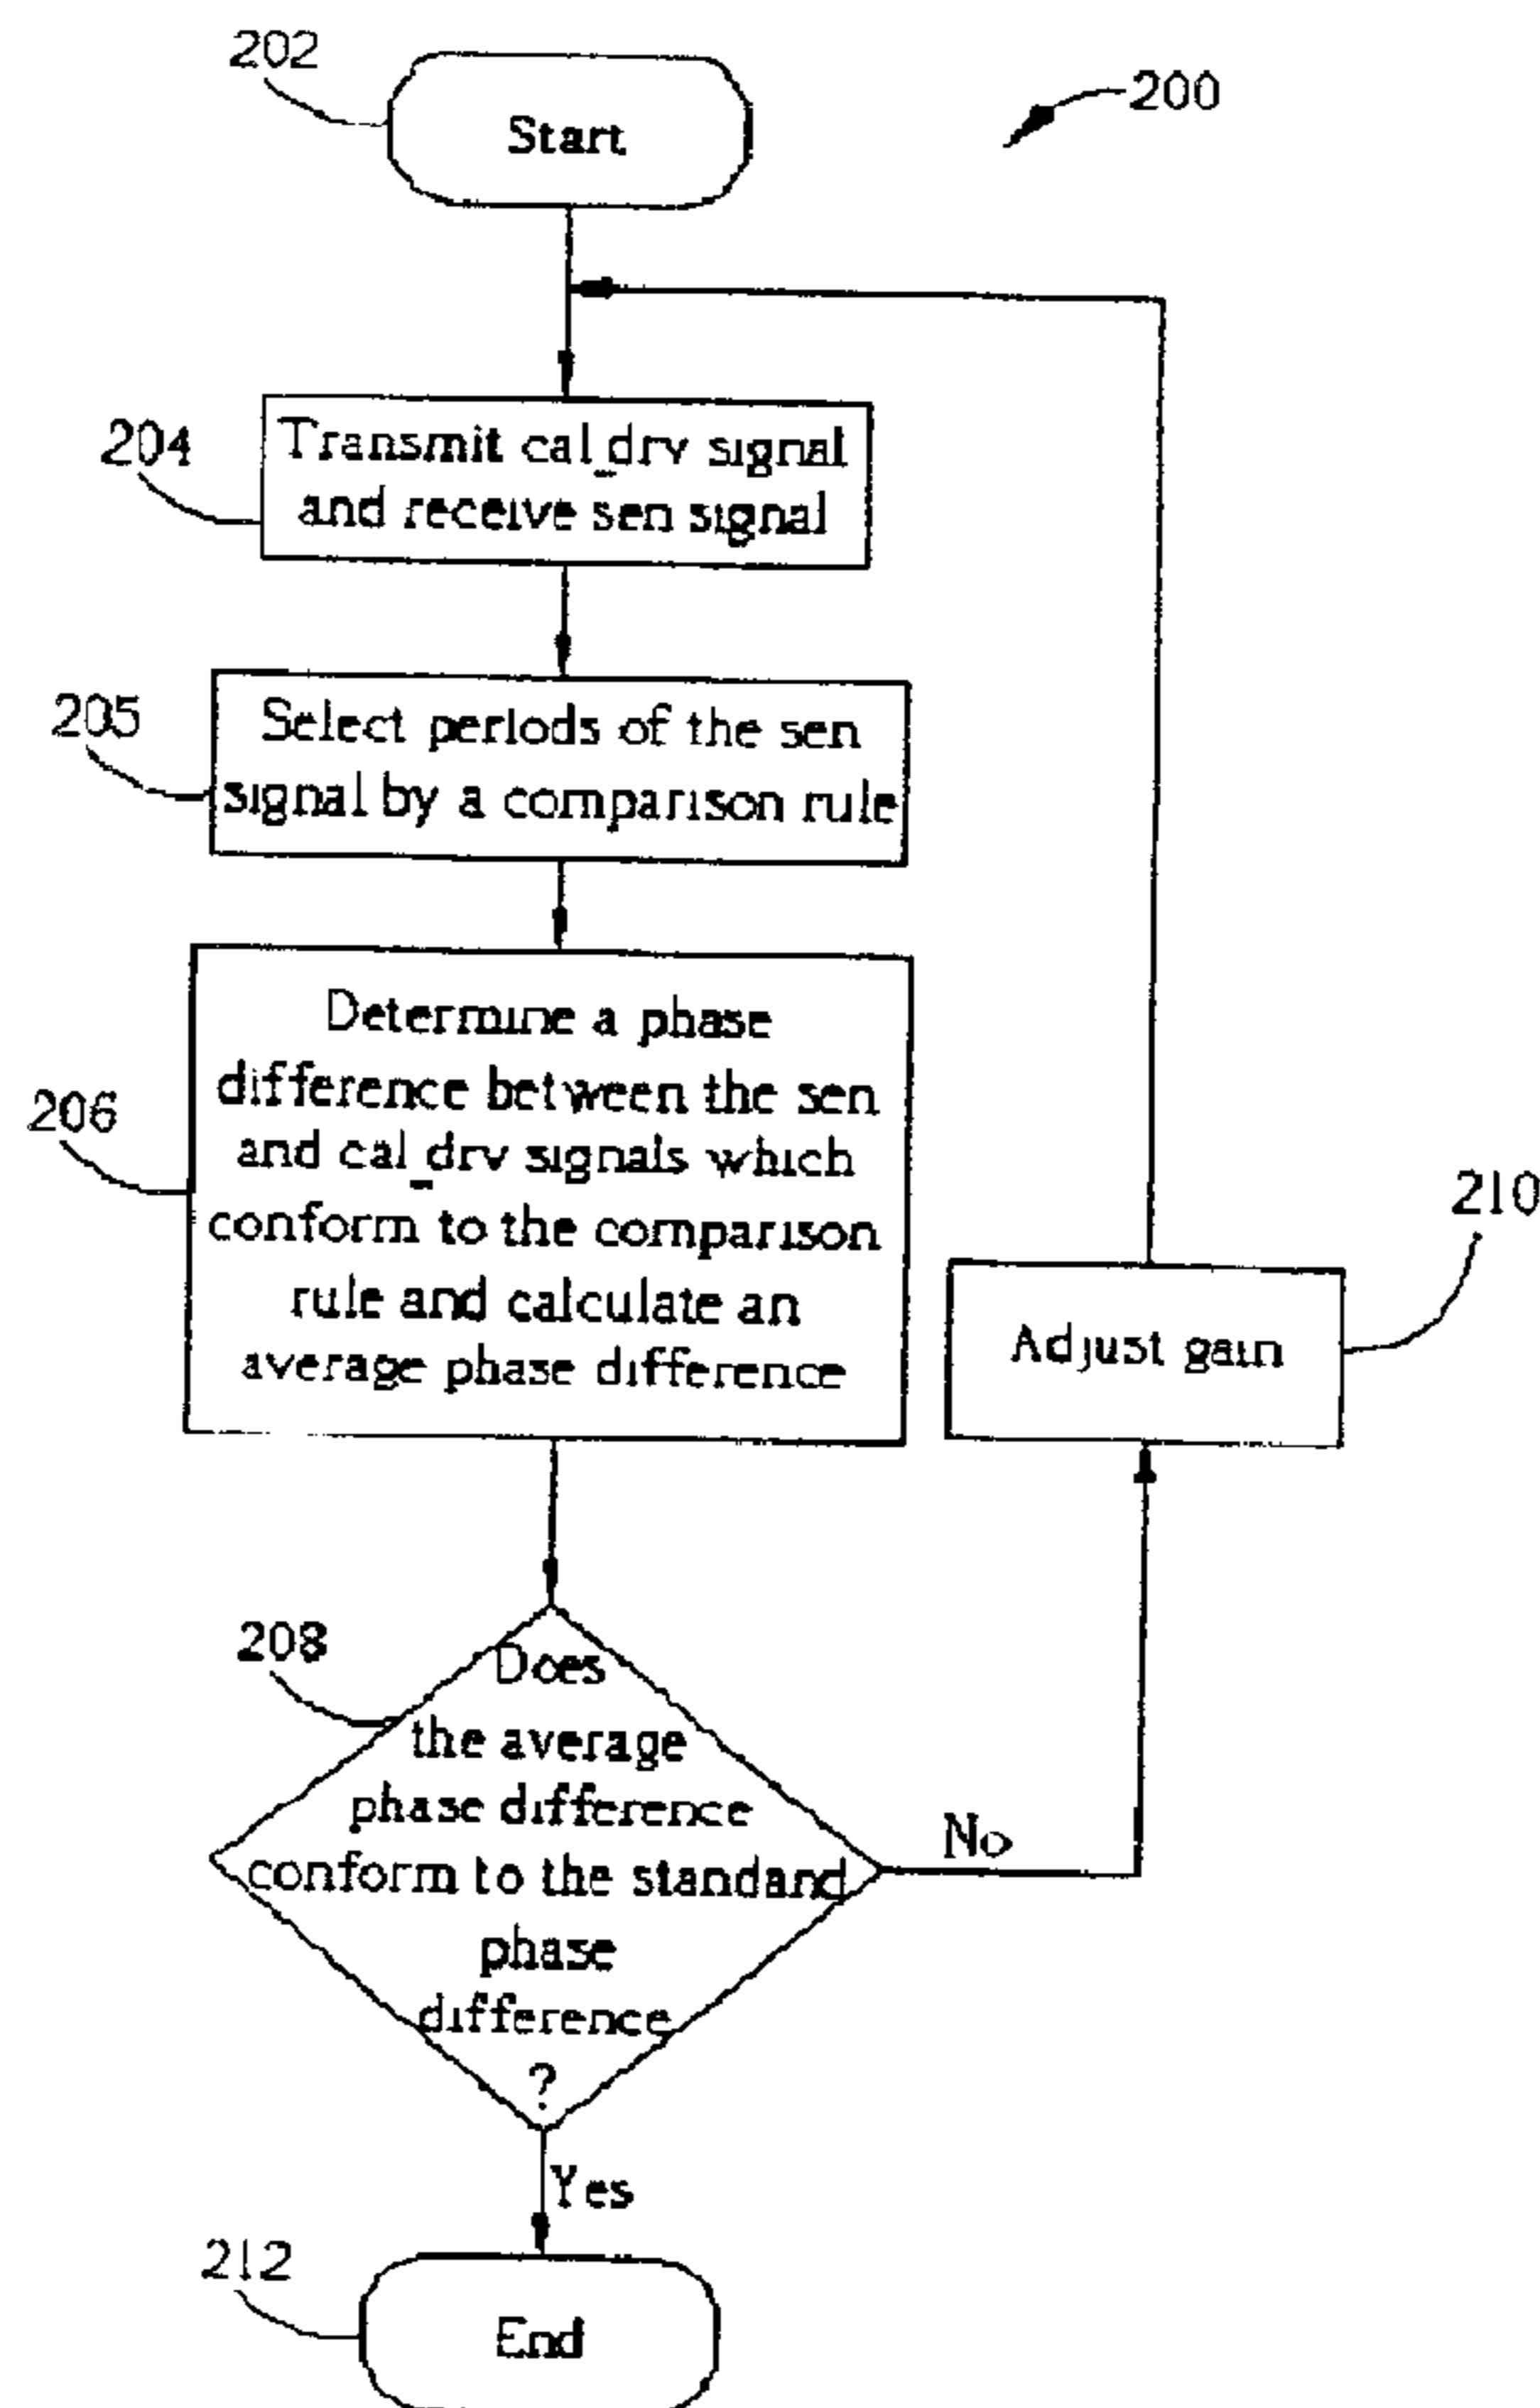 202
200
Start
204
Transmit cal_drv signal
and receive sen signal
205
Select periods of the sen
signal by a comparison rule
206
Determine a phase
difference between the sen
and cal_drv signals which
conform to the comparison
rule and calculate an
average phase difference
210
Adjust gain
208
Does
the average
phase difference
conform to the standard
phase
difference
?
No
Yes
212
End